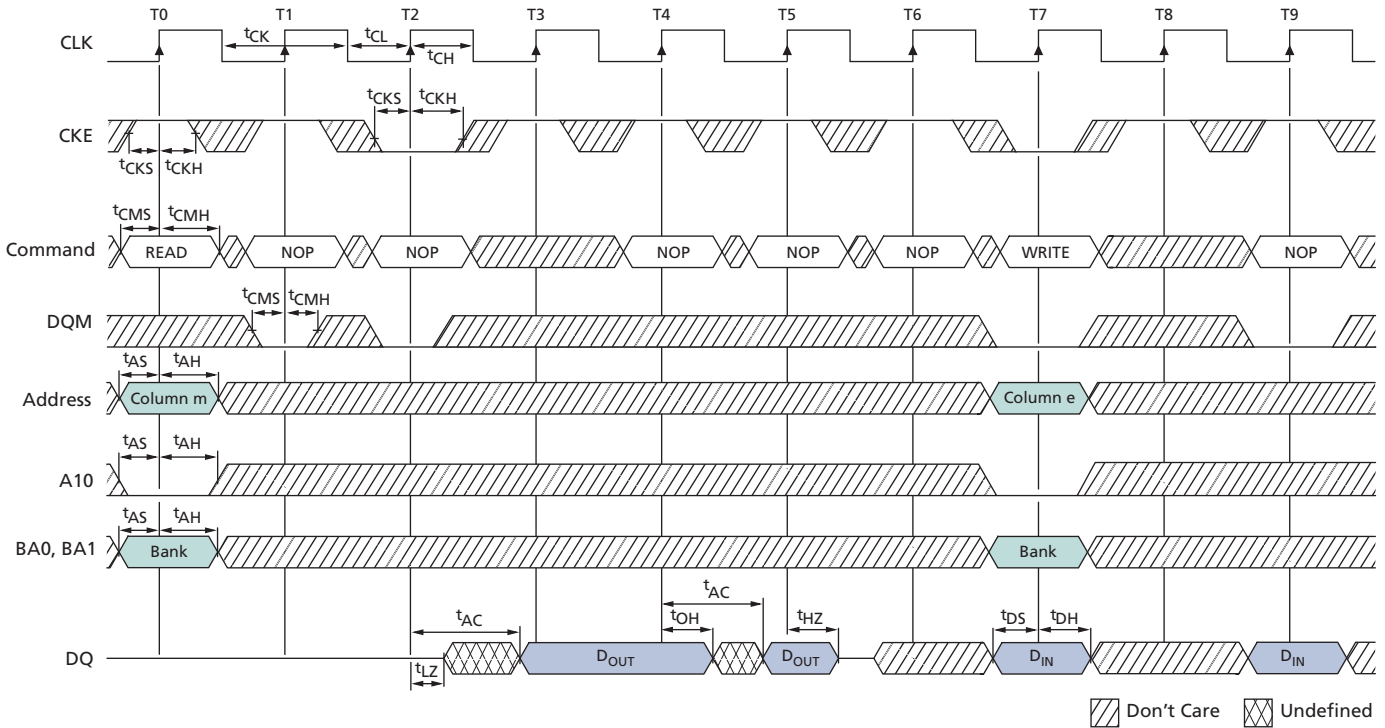 T0 T1 T2 T3 T4 T5 T6 T7 T8 T9
CLK
tCK tCL
tCH
tCKS tCKH
CKE
tCKS tCKH
tCMS tCMH
Command READ NOP NOP NOP NOP NOP WRITE NOP
tCMS tCMH
DQM
tAS tAH
Address Column m Column e
tAS tAH
A10
tAS tAH
BA0, BA1 Bank Bank
tAC
tAC tOH tHZ tDS tDH
DQ DOUT DOUT DIN DIN
tLZ
Don't Care Undefined